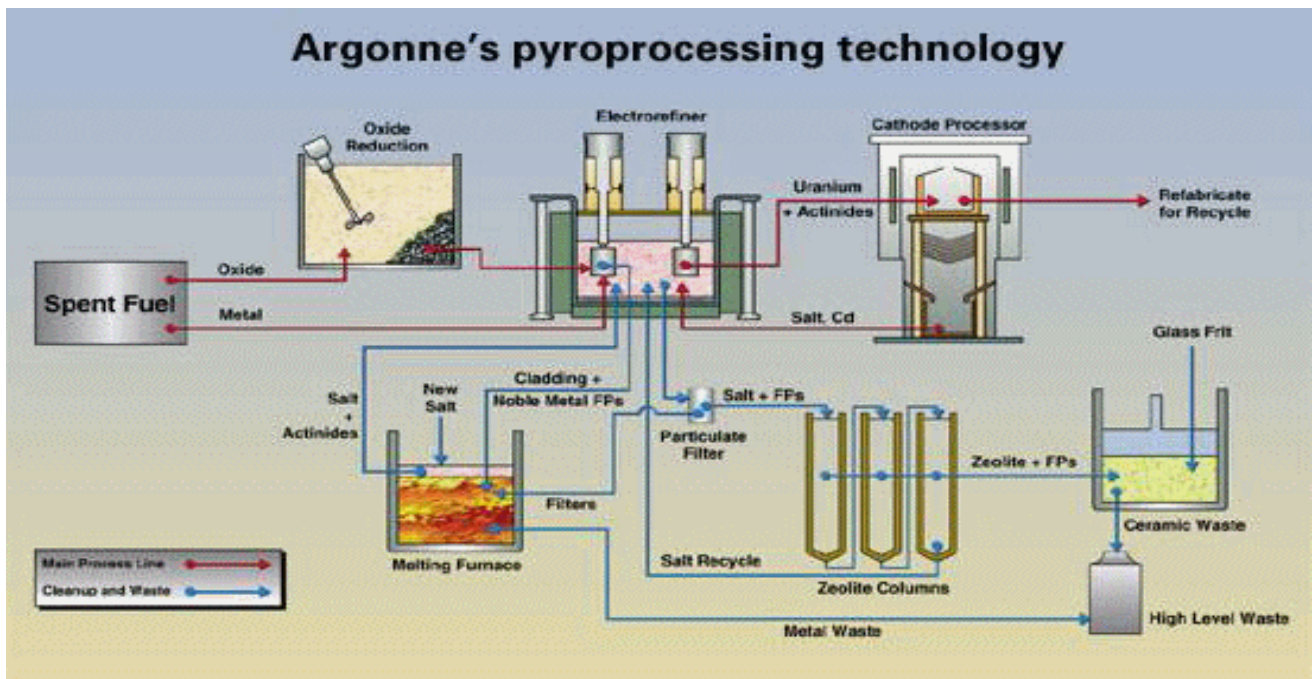 Argonne's pyroprocessing technology
Electrorefiner
Oxide
Reduction
Cathode Processor
Uranium
+ Actinides
Refabricate
for Recycle
Oxide
Spent Fuel
Metal
Salt, Cd
Glass Frit
Salt
+
Actinides
New
Salt
Cladding +
Noble Metal FPs
Salt + FPs
Particulate
Filter
Zeolite + FPs
Filters
Ceramic Waste
Melting Furnace
Salt Recycle
Zeolite Columns
Main Process Line
Cleanup and Waste
Metal Waste
High Level Waste